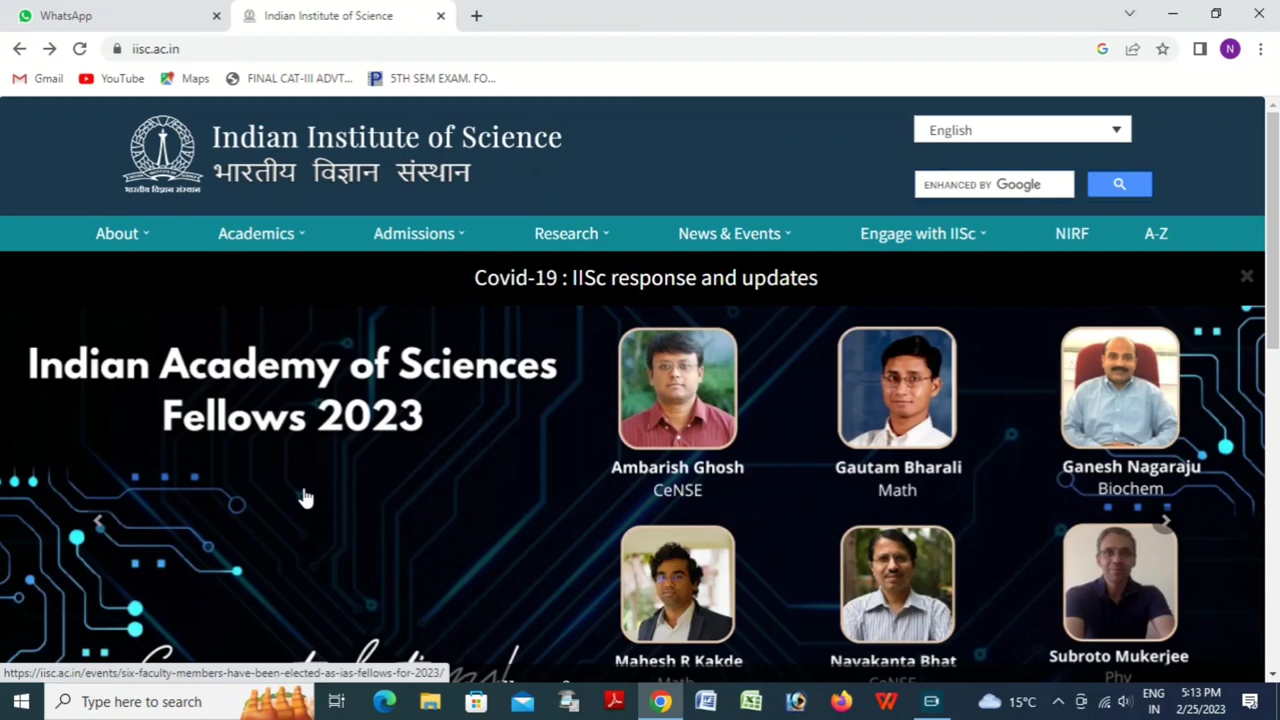 WhatsApp
Indian Institute of Science
iisc.ac.in
N
Gmail
YouTube
Maps
FINAL CAT-III ADVT...
5TH SEM EXAM. FO...
Indian Institute of Science
भारतीय विज्ञान संस्थान
भारतीय विज्ञान संस्थान
English
ENHANCED BY Google
About
Academics
Admissions
Research
News & Events
Engage with IISc
NIRF
A-Z
Covid-19 : IISc response and updates
Indian Academy of Sciences
Fellows 2023
Ambarish Ghosh
CeNSE
Gautam Bharali
Math
Ganesh Nagaraju
Biochem
Mahesh R Kakde
Math
Navakanta Bhat
CeNSE
Subroto Mukerjee
Phy
https://iisc.ac.in/events/six-faculty-members-have-been-elected-as-ias-fellows-for-2023/
Type here to search
15°C
ENG
IN
5:13 PM
2/25/2023